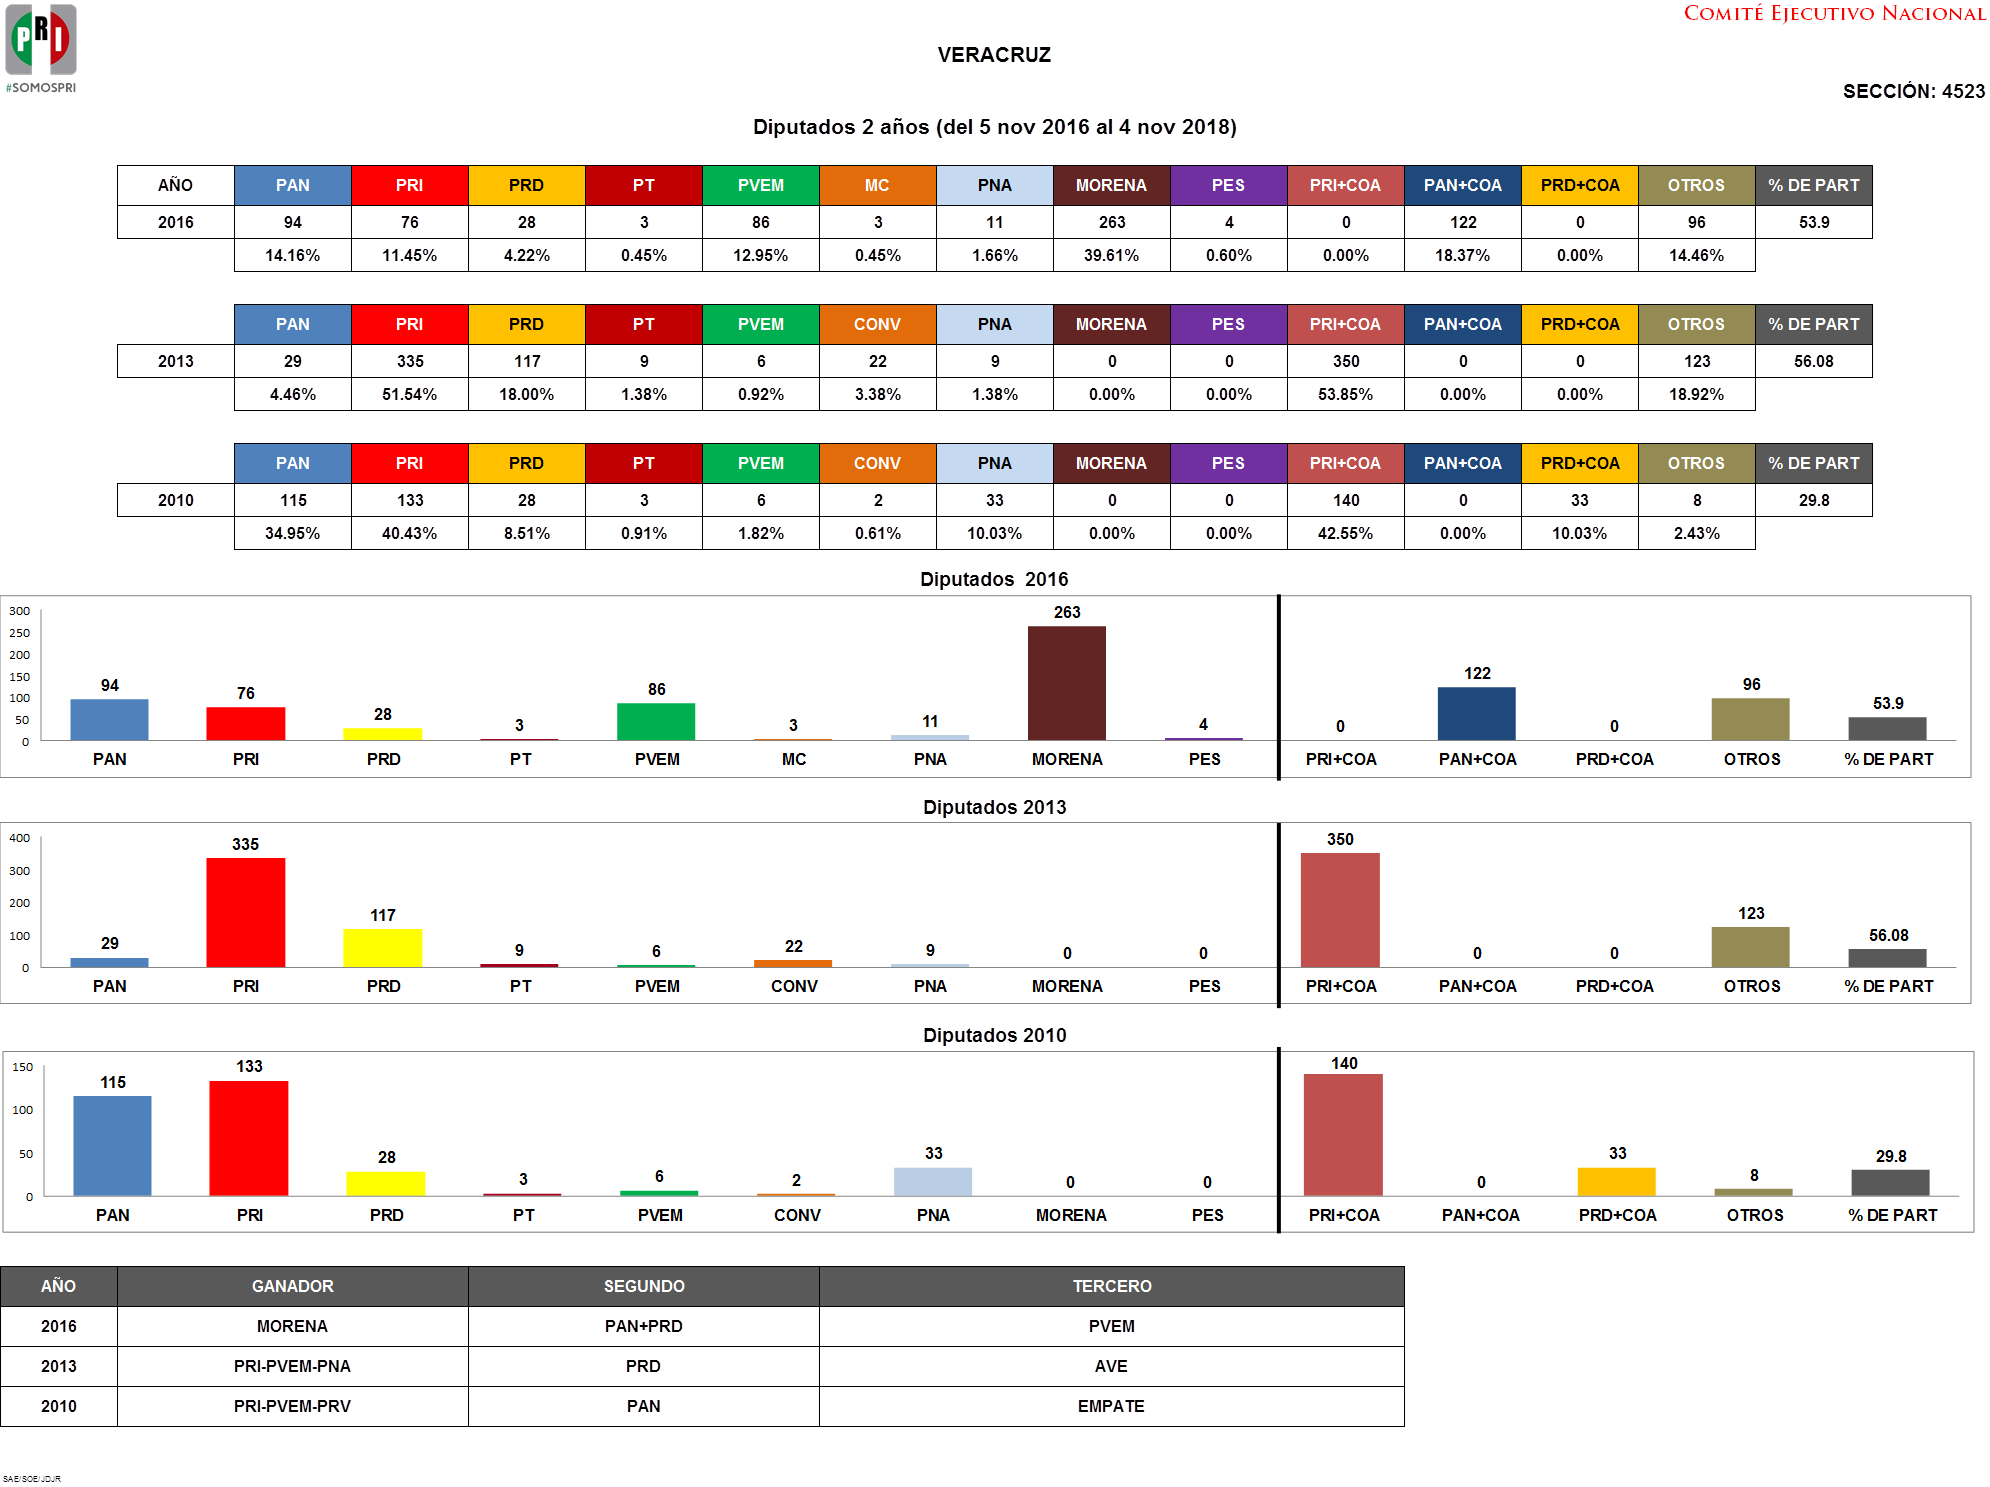 COMITÉ EJECUTIVO NACIONAL
PRI
#SOMOSPRI
VERACRUZ
SECCIÓN: 4523
Diputados 2 años (del 5 nov 2016 al 4 nov 2018)
AÑO PAN PRI PRD PT PVEM MC PNA MORENA PES PRI+COA PAN+COA PRD+COA OTROS % DE PART
2016 94 76 28 3 86 3 11 263 4 0 122 0 96 53.9
14.16% 11.45% 4.22% 0.45% 12.95% 0.45% 1.66% 39.61% 0.60% 0.00% 18.37% 0.00% 14.46%
PAN PRI PRD PT PVEM CONV PNA MORENA PES PRI+COA PAN+COA PRD+COA OTROS % DE PART
2013 29 335 117 9 6 22 9 0 0 350 0 0 123 56.08
4.46% 51.54% 18.00% 1.38% 0.92% 3.38% 1.38% 0.00% 0.00% 53.85% 0.00% 0.00% 18.92%
PAN PRI PRD PT PVEM CONV PNA MORENA PES PRI+COA PAN+COA PRD+COA OTROS % DE PART
2010 115 133 28 3 6 2 33 0 0 140 0 33 8 29.8
34.95% 40.43% 8.51% 0.91% 1.82% 0.61% 10.03% 0.00% 0.00% 42.55% 0.00% 10.03% 2.43%
Diputados 2016
300
250
200
150
100
50
0
94 76 28 3 86 3 11 263 4 0 122 0 96 53.9
PAN PRI PRD PT PVEM MC PNA MORENA PES PRI+COA PAN+COA PRD+COA OTROS % DE PART
Diputados 2013
400
300
200
100
0
29 335 117 9 6 22 9 0 0 350 0 0 123 56.08
PAN PRI PRD PT PVEM CONV PNA MORENA PES PRI+COA PAN+COA PRD+COA OTROS % DE PART
Diputados 2010
150
100
50
0
115 133 28 3 6 2 33 0 0 140 0 33 8 29.8
PAN PRI PRD PT PVEM CONV PNA MORENA PES PRI+COA PAN+COA PRD+COA OTROS % DE PART
AÑO GANADOR SEGUNDO TERCERO
2016 MORENA PAN+PRD PVEM
2013 PRI-PVEM-PNA PRD AVE
2010 PRI-PVEM-PRV PAN EMPATE
SAE/SOE/JDJR